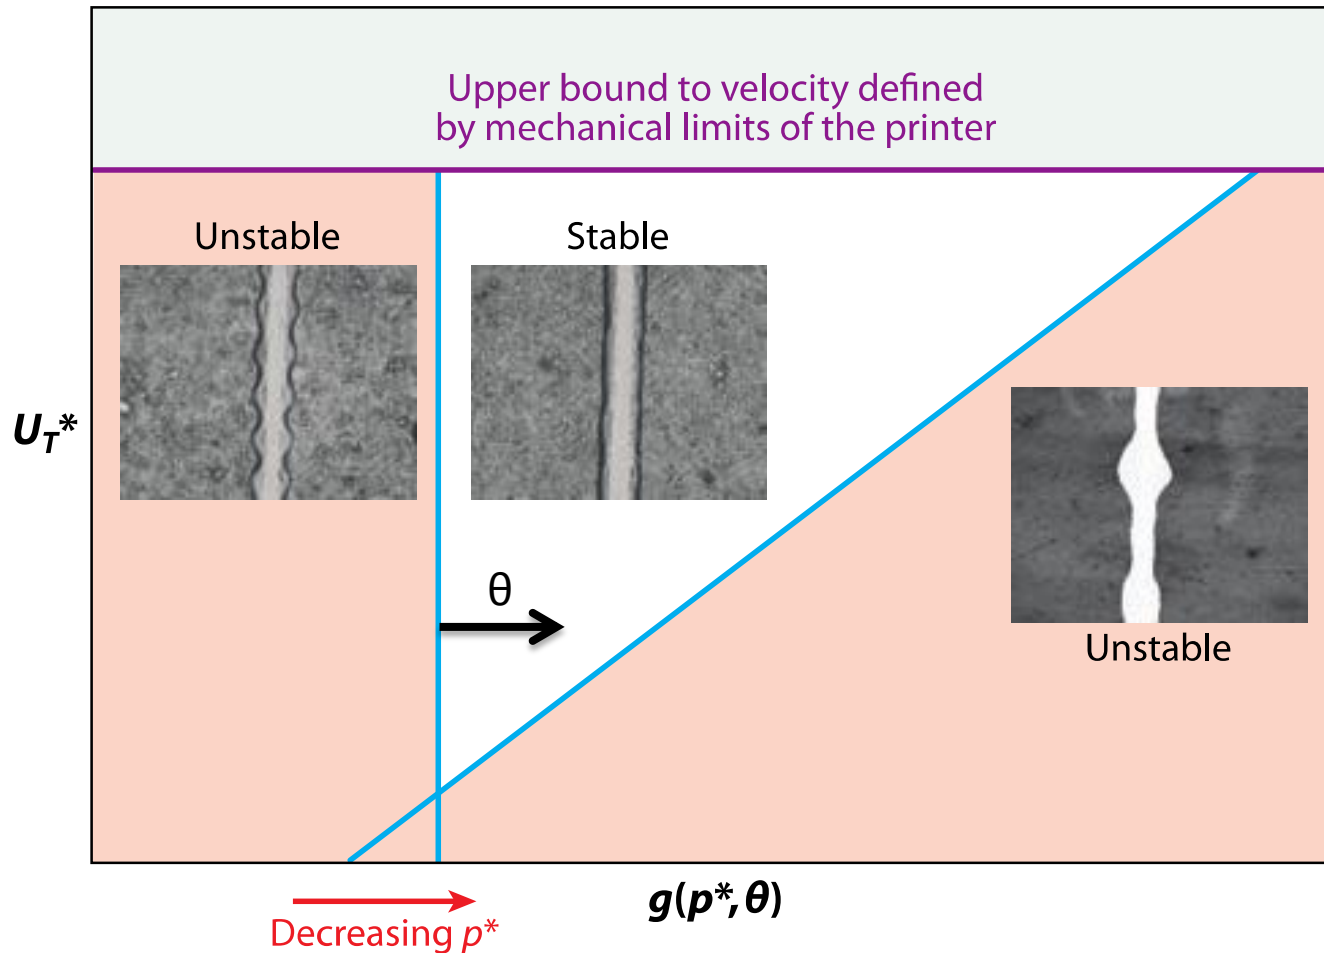 Upper bound to velocity defined
by mechanical limits of the printer
Unstable
Stable
U_T*
θ
Unstable
g(p*,θ)
Decreasing p*